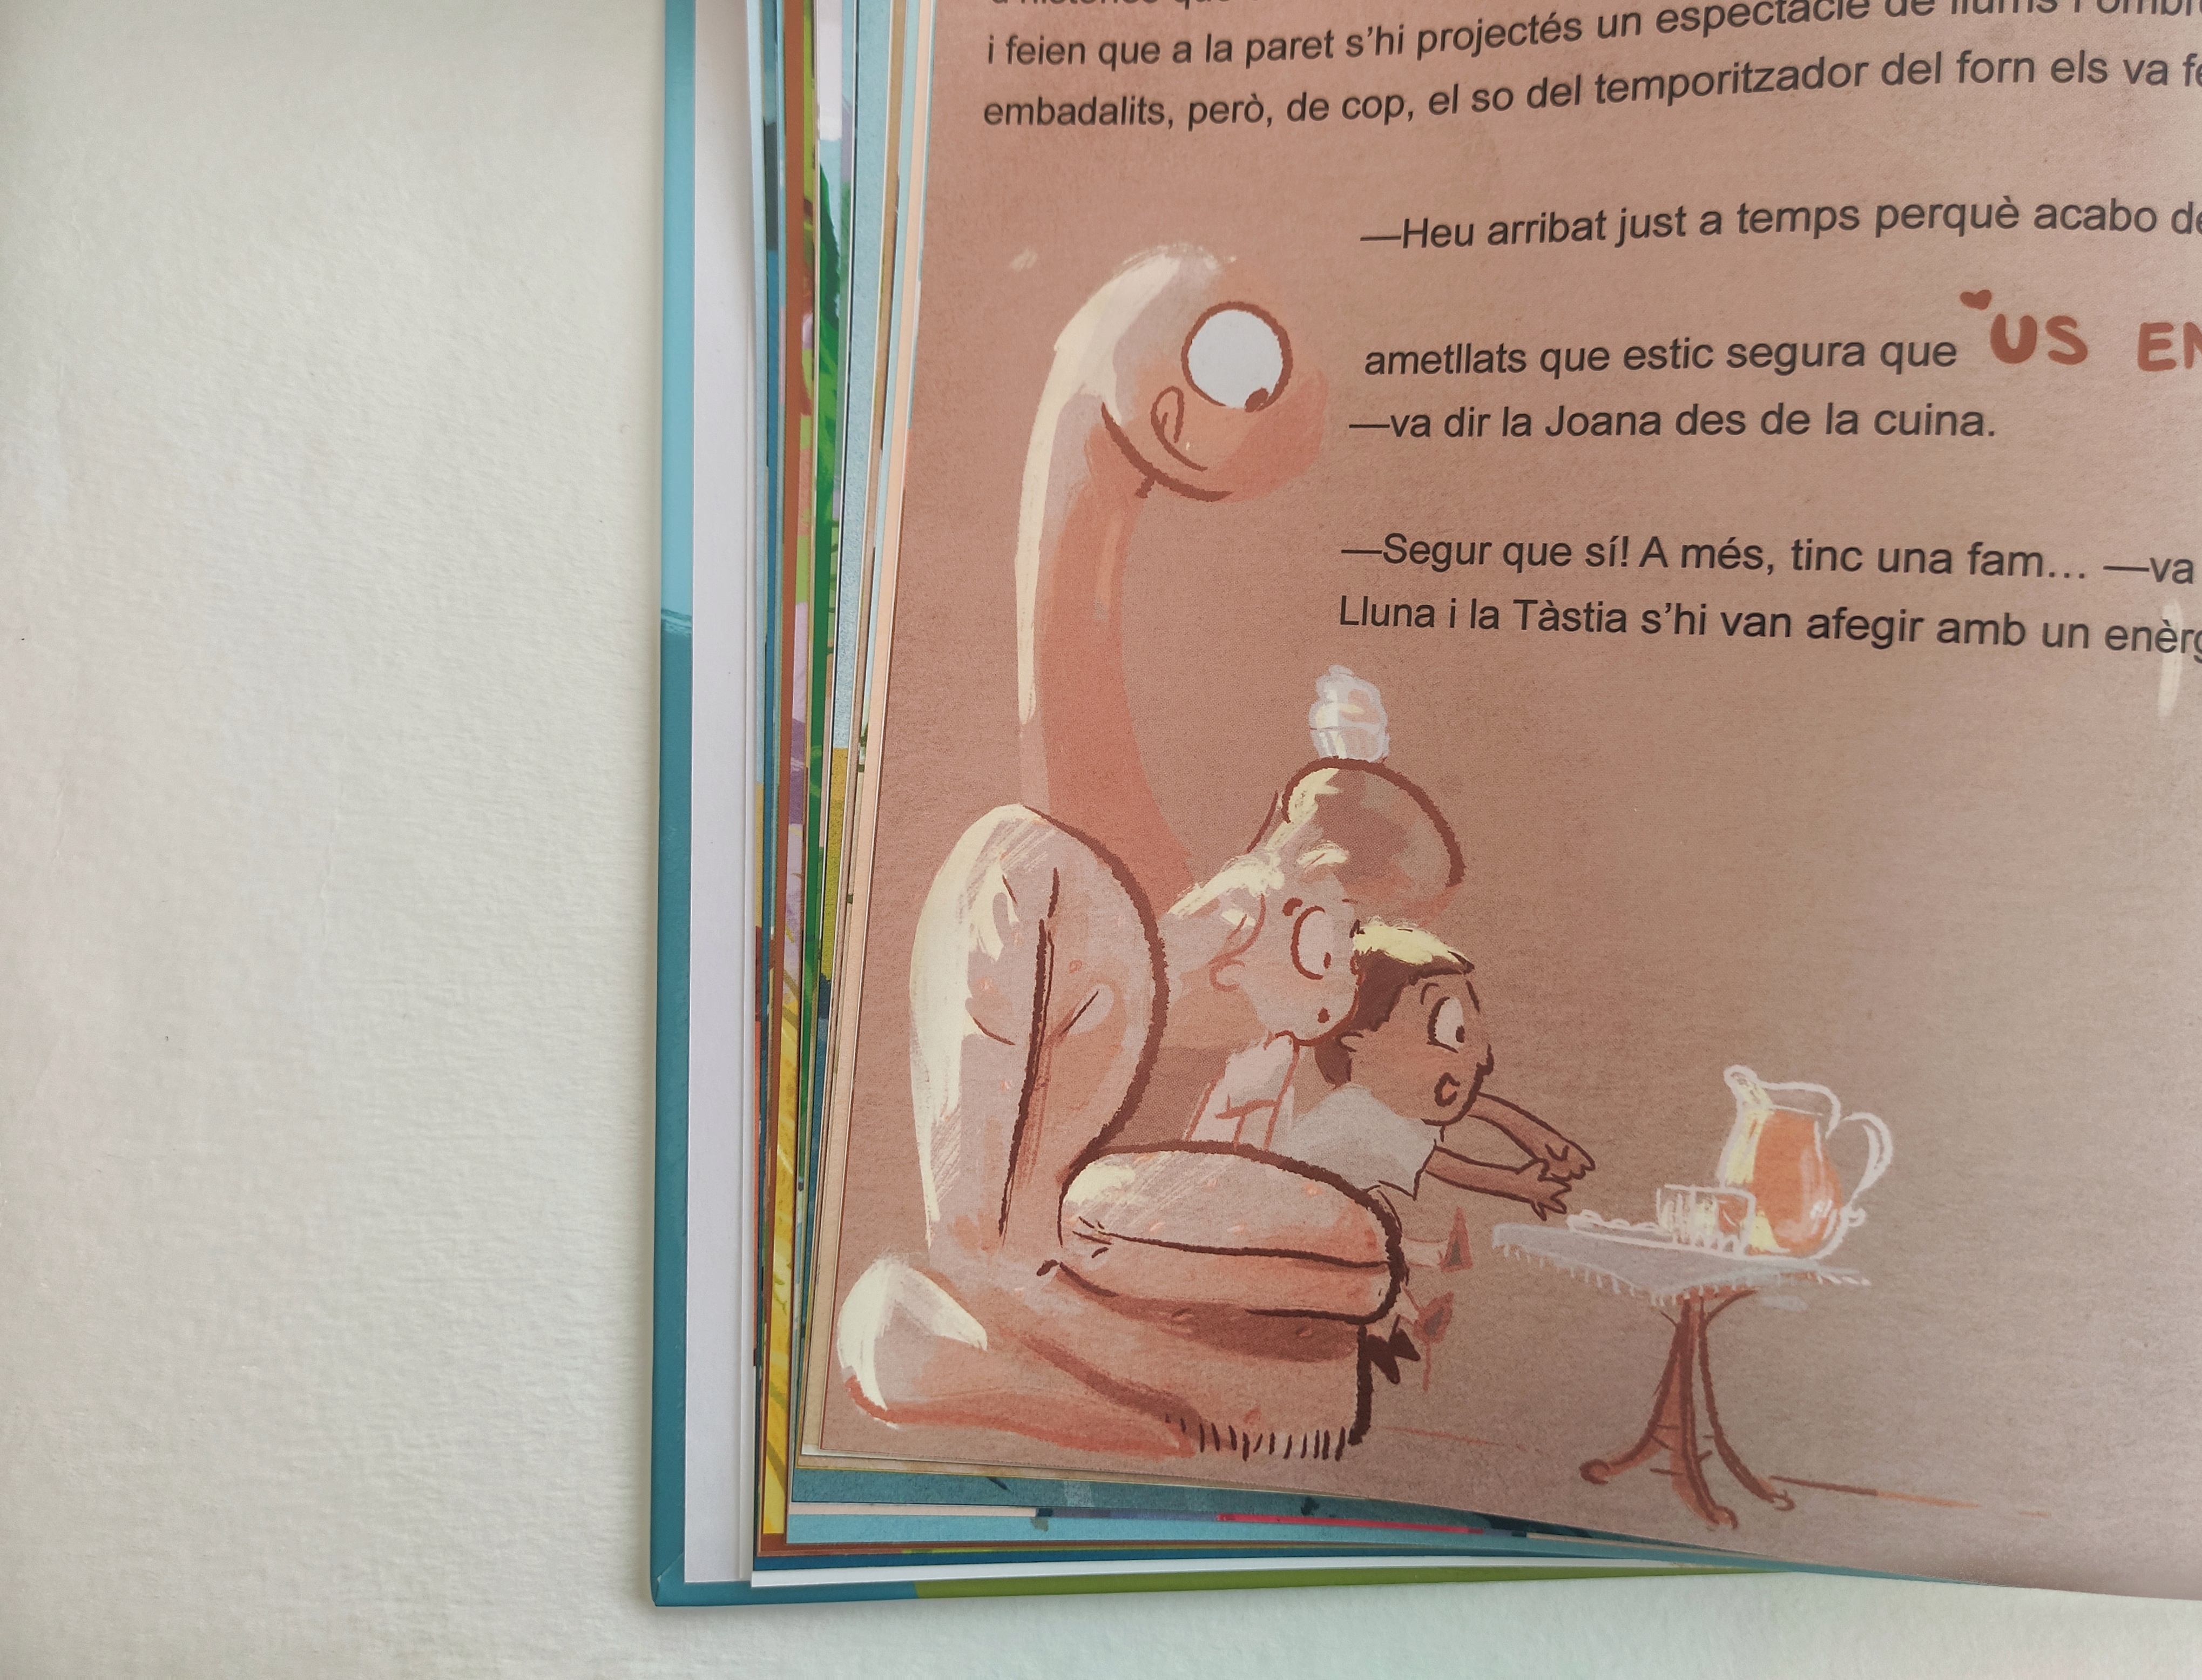 i feien que a la paret s'hi projectés un espectacle de llums i
embadalits, però, de cop, el so del temporitzador del forn els va
—Heu arribat just a temps perquè acabo
ametllats que estic segura que US
—va dir la Joana des de la cuina.
—Segur que sí! A més, tinc una fam... —va
Lluna i la Tàstia s'hi van afegir amb un